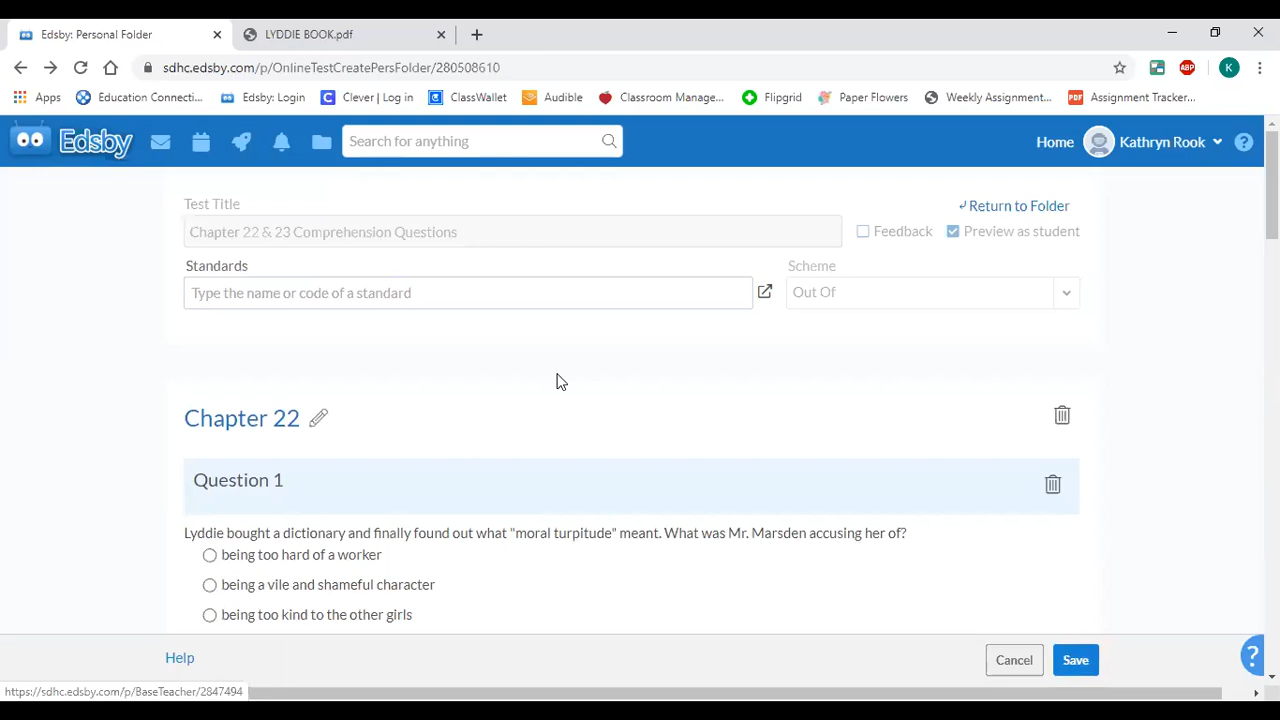 Edsby: Personal Folder
LYDDIE BOOK.pdf
sdhc.edsby.com/p/OnlineTestCreatePersFolder/280508610
ABP
K
Apps
Education Connecti...
Edsby: Login
Clever | Log in
ClassWallet
Audible
Classroom Manage...
Flipgrid
Paper Flowers
Weekly Assignment...
PDF
Assignment Tracker...
Edsby
Search for anything
Home
Kathryn Rook
?
Test Title
Return to Folder
Chapter 22 & 23 Comprehension Questions
Feedback
Preview as student
Standards
Scheme
Type the name or code of a standard
Out Of
Chapter 22
Question 1
Lyddie bought a dictionary and finally found out what "moral turpitude" meant. What was Mr. Marsden accusing her of?
being too hard of a worker
being a vile and shameful character
being too kind to the other girls
Help
Cancel
Save
?
https://sdhc.edsby.com/p/BaseTeacher/2847494